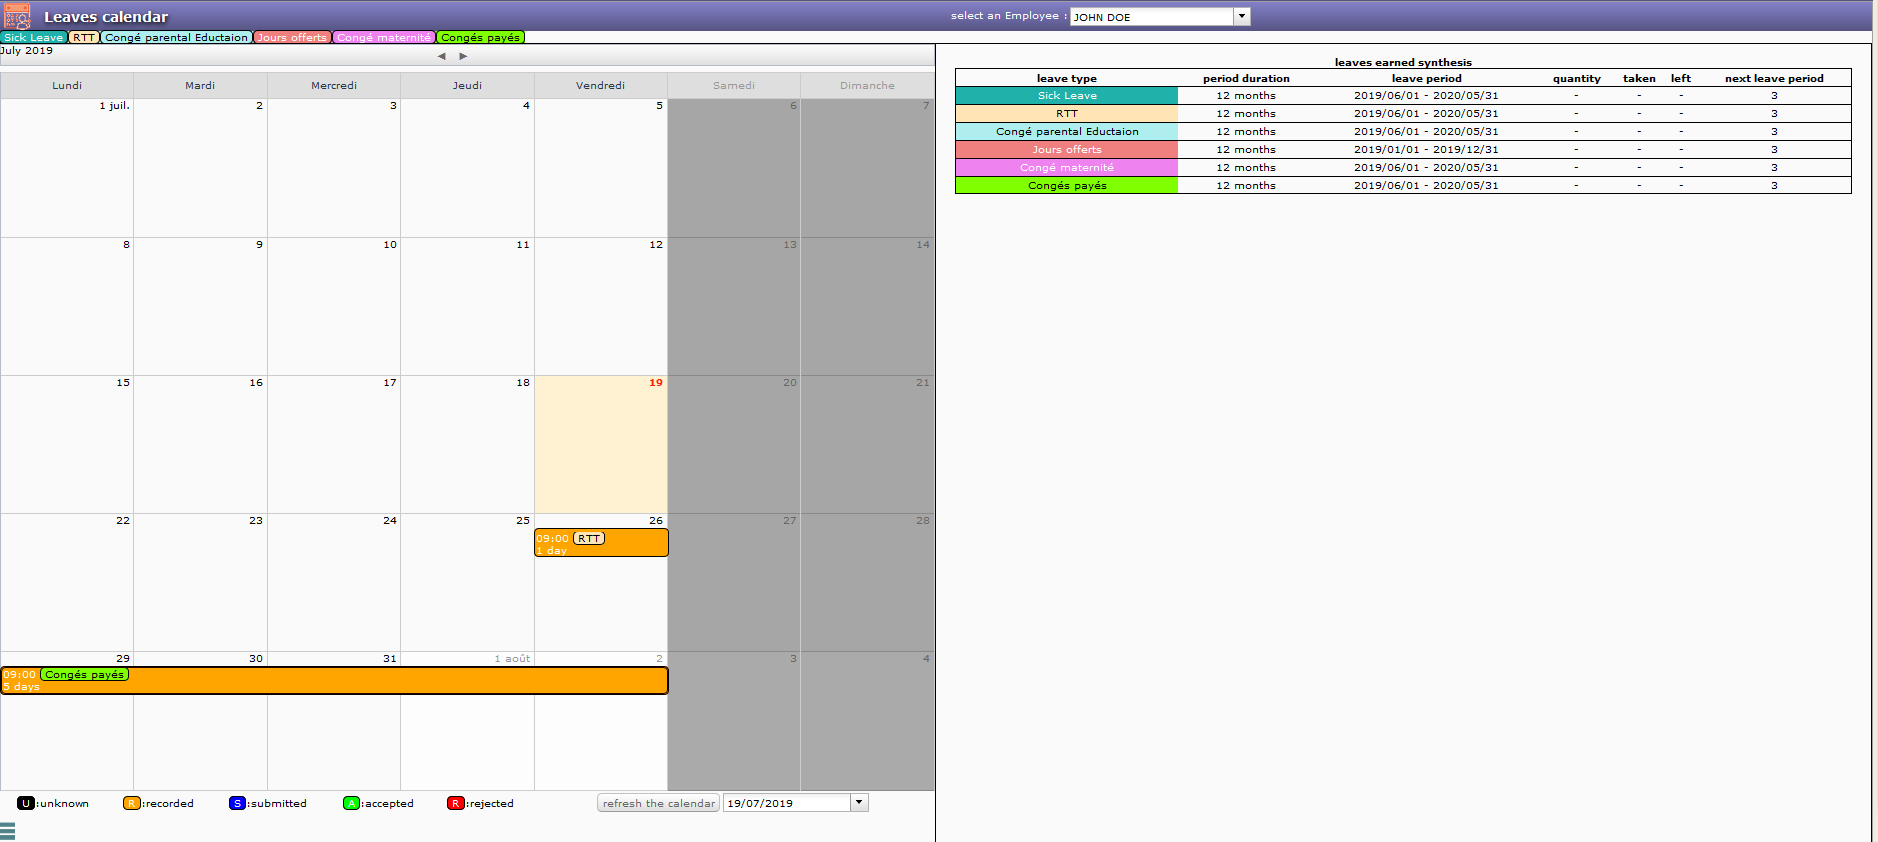 Leaves calendar select an Employee : JOHN DOE
Sick Leave RTT Congé parental Eductaion Jours offerts Congé maternité Congés payés
July 2019
Lundi Mardi Mercredi Jeudi Vendredi Samedi Dimanche
1 juil. 2 3 4 5 6 7
8 9 10 11 12 13 14
15 16 17 18 19 20 21
22 23 24 25 26 27 28
09:00 RTT
1 day
29 30 31 1 août 2 3 4
09:00 Congés payés
5 days
U :unknown R :recorded S :submitted A :accepted R :rejected refresh the calendar 19/07/2019
leaves earned synthesis
leave type period duration leave period quantity taken left next leave period
Sick Leave 12 months 2019/06/01 - 2020/05/31 - - - 3
RTT 12 months 2019/06/01 - 2020/05/31 - - - 3
Congé parental Eductaion 12 months 2019/06/01 - 2020/05/31 - - - 3
Jours offerts 12 months 2019/01/01 - 2019/12/31 - - - 3
Congé maternité 12 months 2019/06/01 - 2020/05/31 - - - 3
Congés payés 12 months 2019/06/01 - 2020/05/31 - - - 3